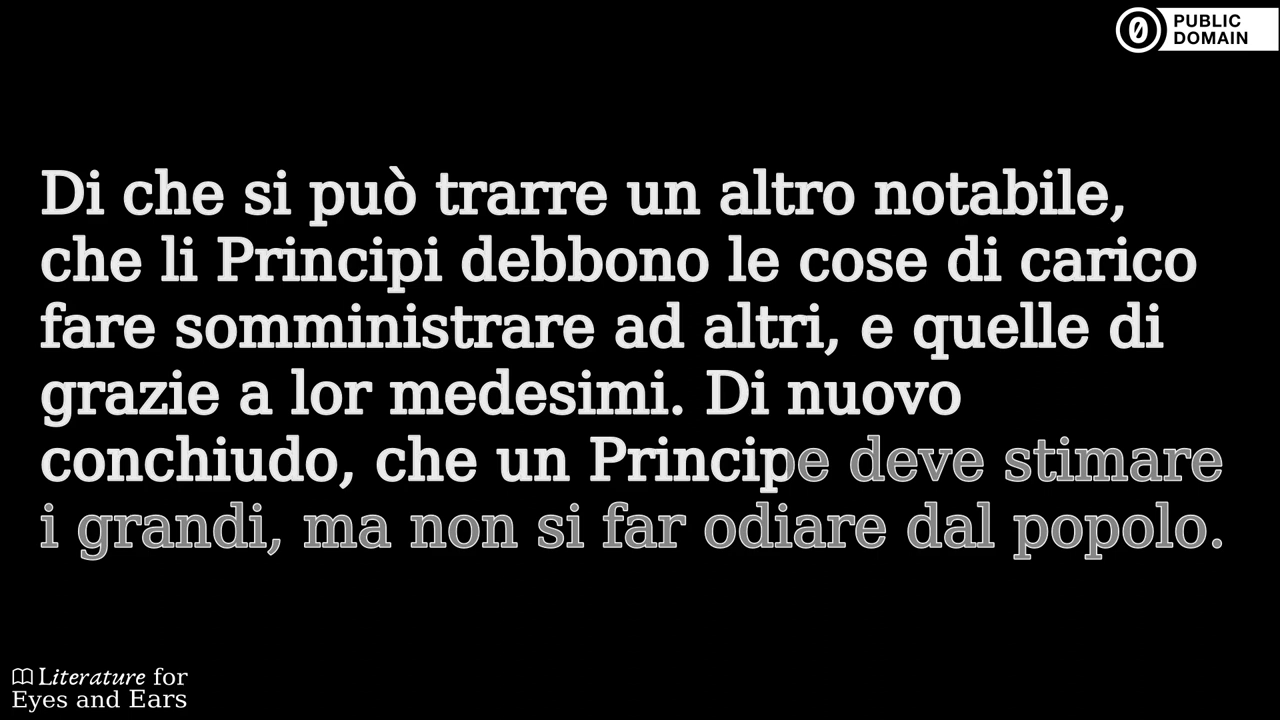 PUBLIC
DOMAIN
Di che si può trarre un altro notabile,
che li Principi debbono le cose di carico
fare somministrare ad altri, e quelle di
grazie a lor medesimi. Di nuovo
conchiudo, che un Principe deve stimare
i grandi, ma non si far odiare dal popolo.
Literature for
Eyes and Ears